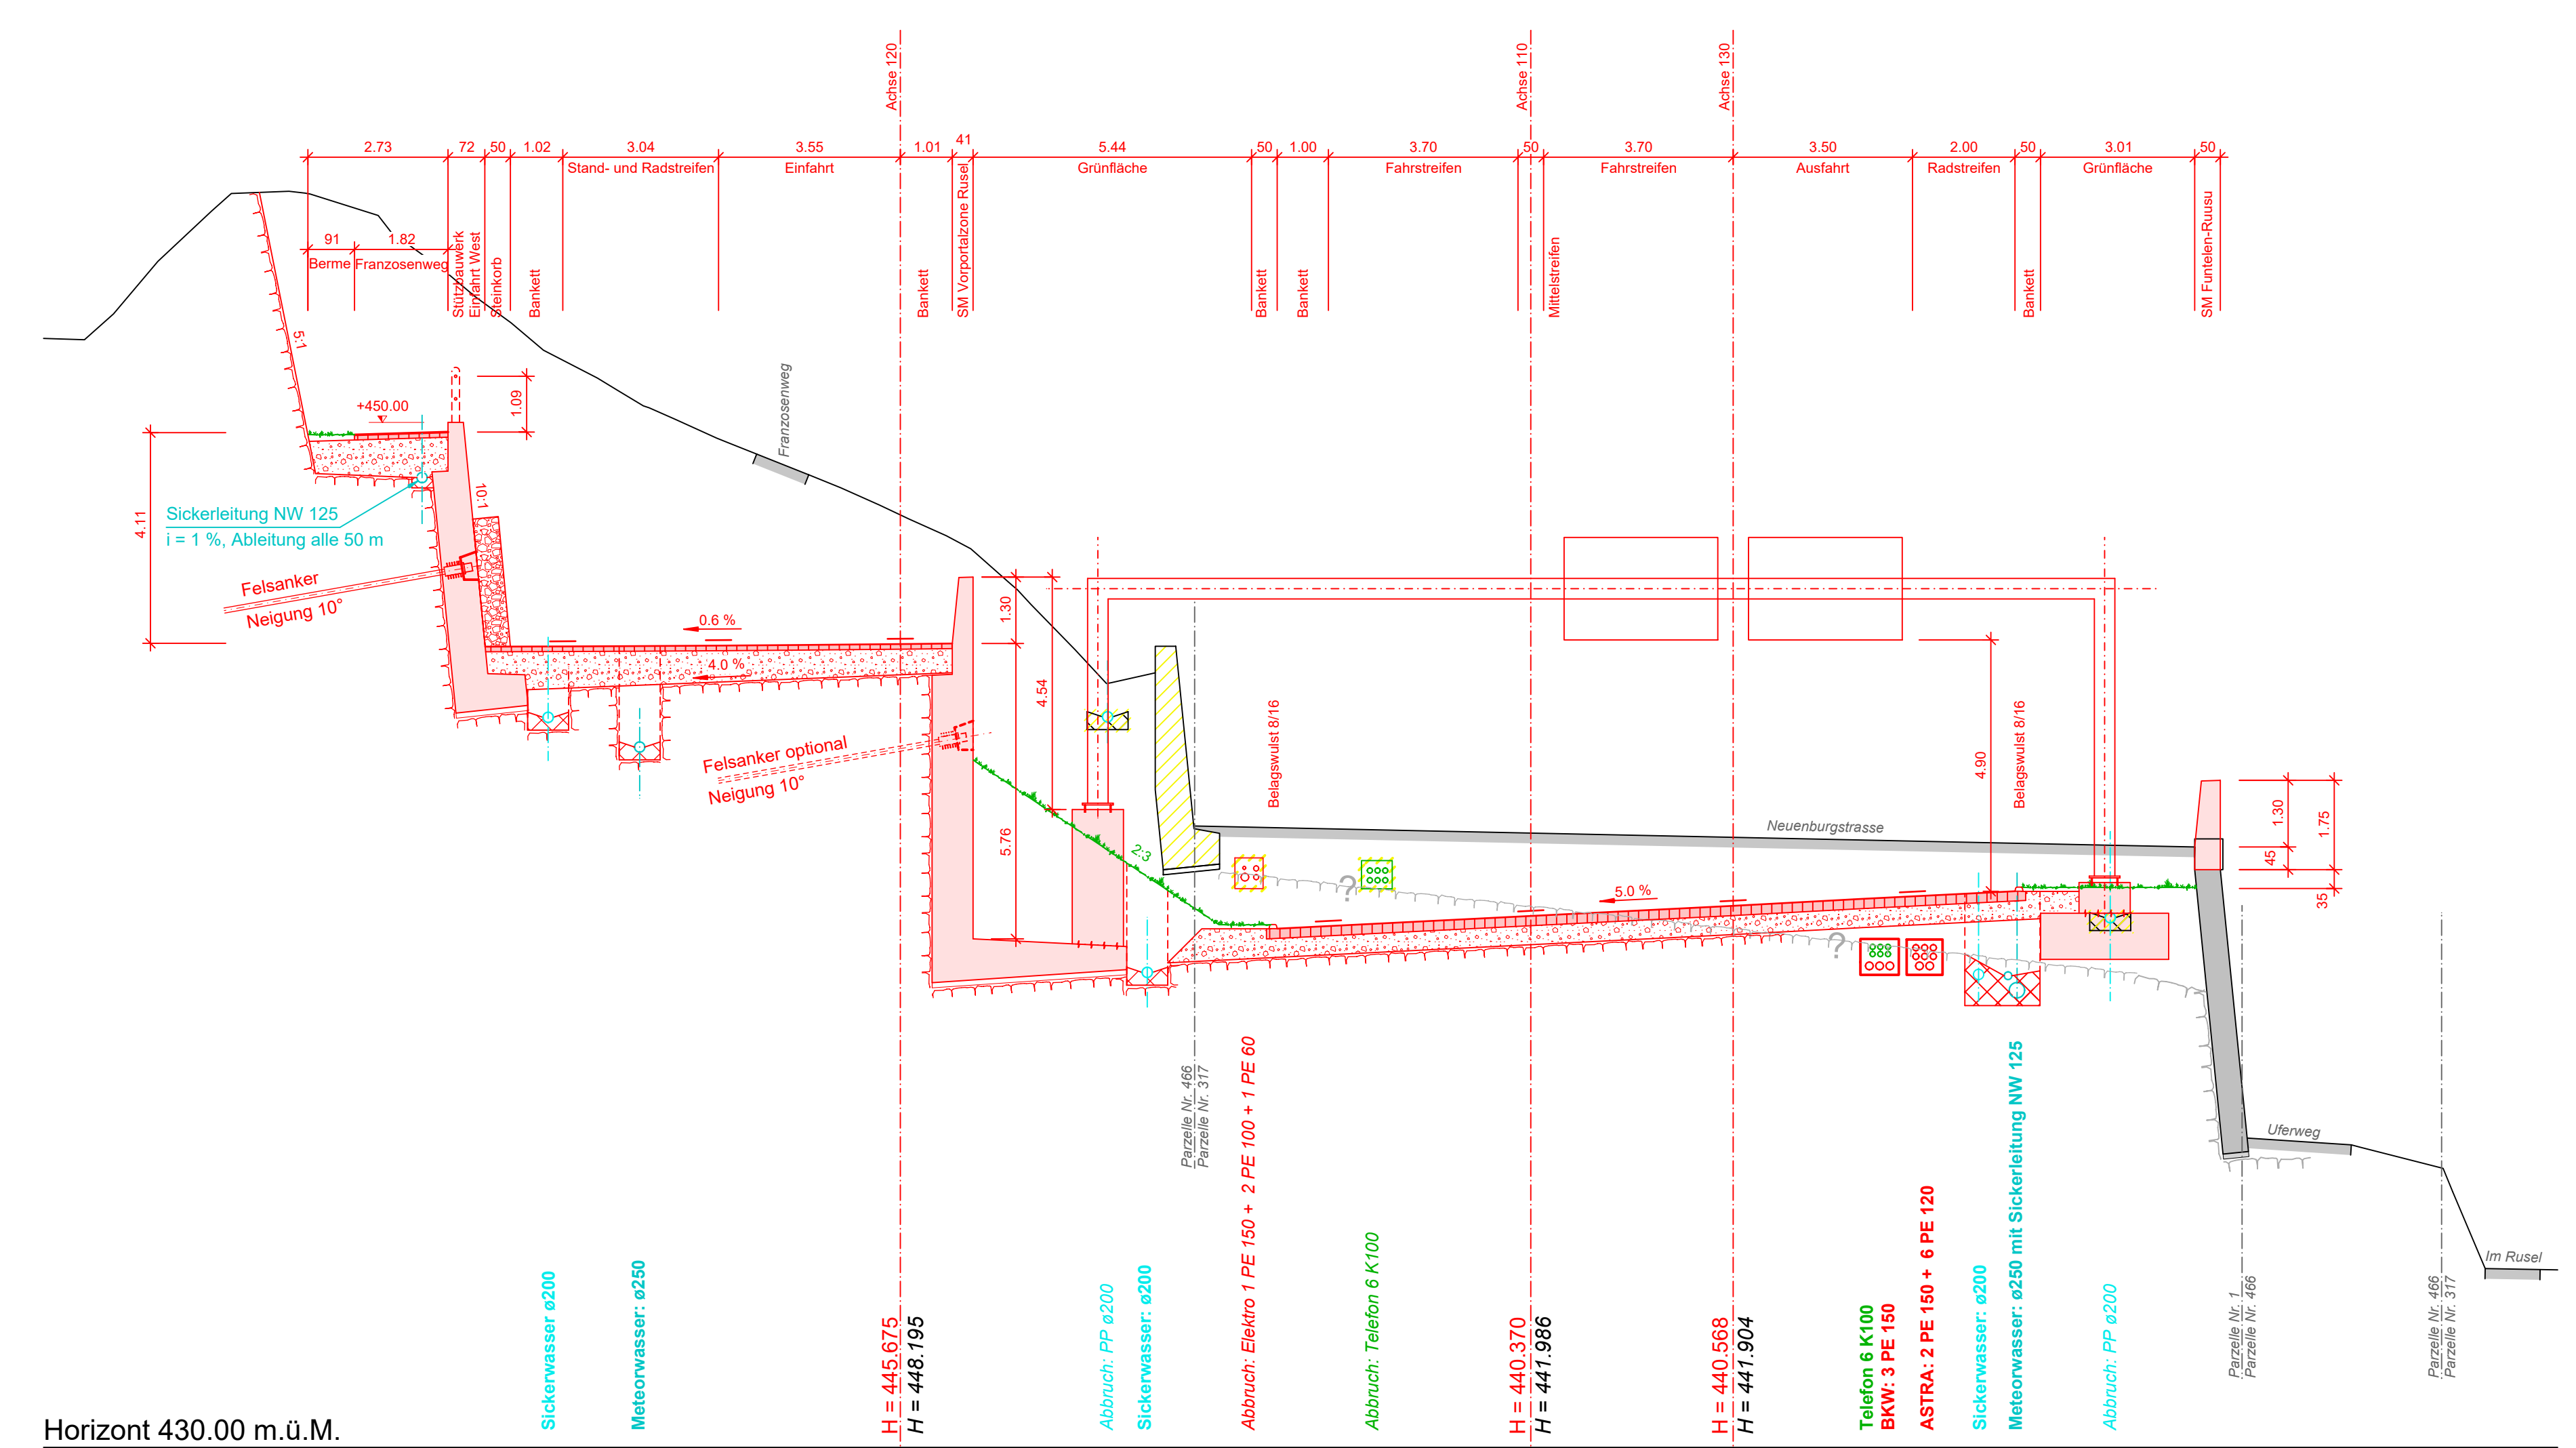 Achse 120
Achse 110
Achse 130
2.73
72
50
1.02
3.04
3.55
1.01
41
5.44
50
1.00
3.70
50
3.70
3.50
2.00
50
3.01
50
Stand- und Radstreifen
Einfahrt
Grünfläche
Fahrstreifen
Fahrstreifen
Ausfahrt
Radstreifen
Grünfläche
91
1.82
Berme
Franzosenweg
Stützbauwerk
Einfahrt West
Steinkorb
Bankett
Bankett
SM Vorportalzone Rusel
Bankett
Bankett
Mittelstreifen
Bankett
SM Funtelen-Ruusu
5:1
+450.00
1.09
Franzosenweg
4.11
10:1
Sickerleitung NW 125
i = 1 %, Ableitung alle 50 m
Felsanker
Neigung 10°
0.6 %
4.0 %
1.30
4.54
5.76
Felsanker optional
Neigung 10°
2:3
Belagswulst 8/16
Neuenburgstrasse
4.90
Belagswulst 8/16
1.30
1.75
45
35
?
5.0 %
?
Parzelle Nr. 466
Parzelle Nr. 317
Uferweg
Im Rusel
Sickerwasser ø200
Meteorwasser: ø250
H = 445.675
H = 448.195
Abbruch: PP ø200
Sickerwasser: ø200
Abbruch: Elektro 1 PE 150 + 2 PE 100 + 1 PE 60
Abbruch: Telefon 6 K100
H = 440.370
H = 441.986
H = 440.568
H = 441.904
Telefon 6 K100
BKW: 3 PE 150
ASTRA: 2 PE 150 + 6 PE 120
Sickerwasser: ø200
Meteorwasser: ø250 mit Sickerleitung NW 125
Abbruch: PP ø200
Parzelle Nr. 1
Parzelle Nr. 466
Parzelle Nr. 466
Parzelle Nr. 317
Horizont 430.00 m.ü.M.